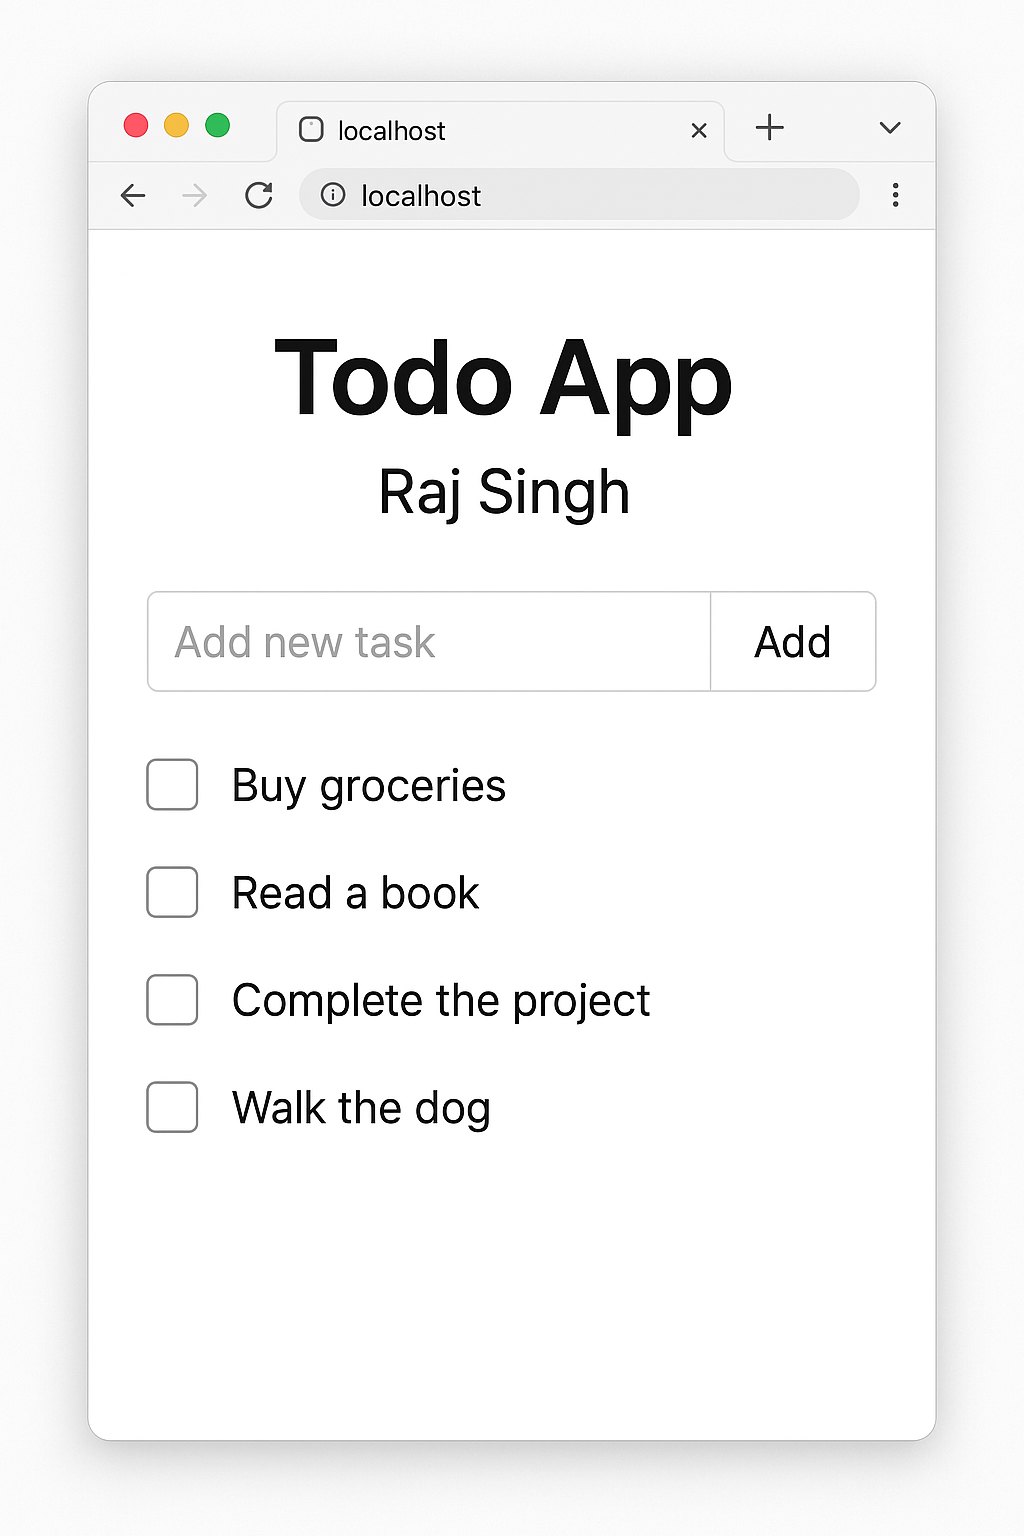 localhost
localhost
Todo App
Raj Singh
Add new task
Add
Buy groceries
Read a book
Complete the project
Walk the dog